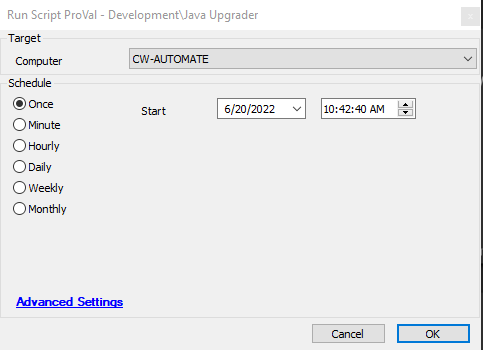 Run Script ProVal - Development\Java Upgrader
Target
Computer CW-AUTOMATE
Schedule
Once Start 6/20/2022 10:42:40 AM
Minute
Hourly
Daily
Weekly
Monthly
Advanced Settings
Cancel OK